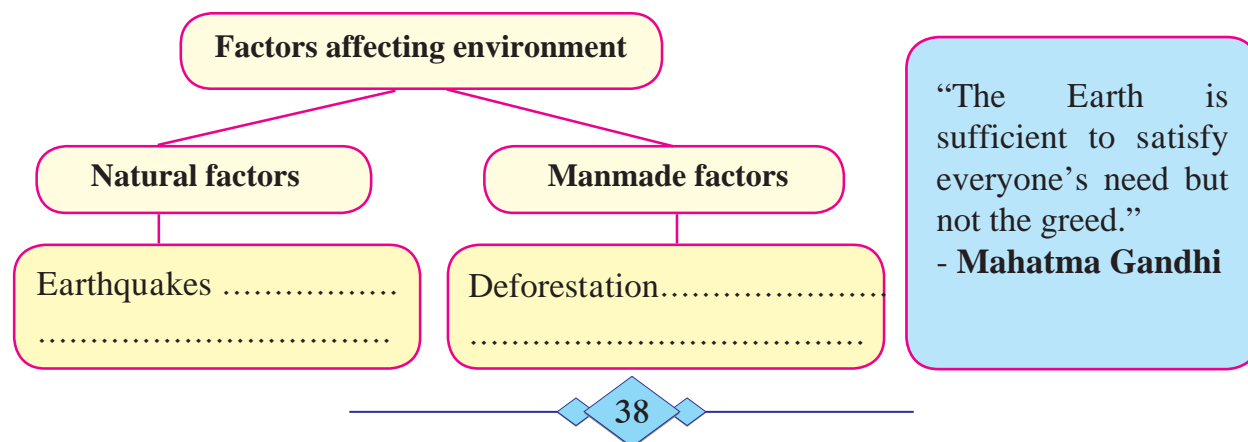 Factors affecting environment
Natural factors
Manmade factors
Earthquakes .................
..................................
Deforestation......................
......................................
“The Earth is
sufficient to satisfy
everyone’s need but
not the greed.”
- Mahatma Gandhi
38